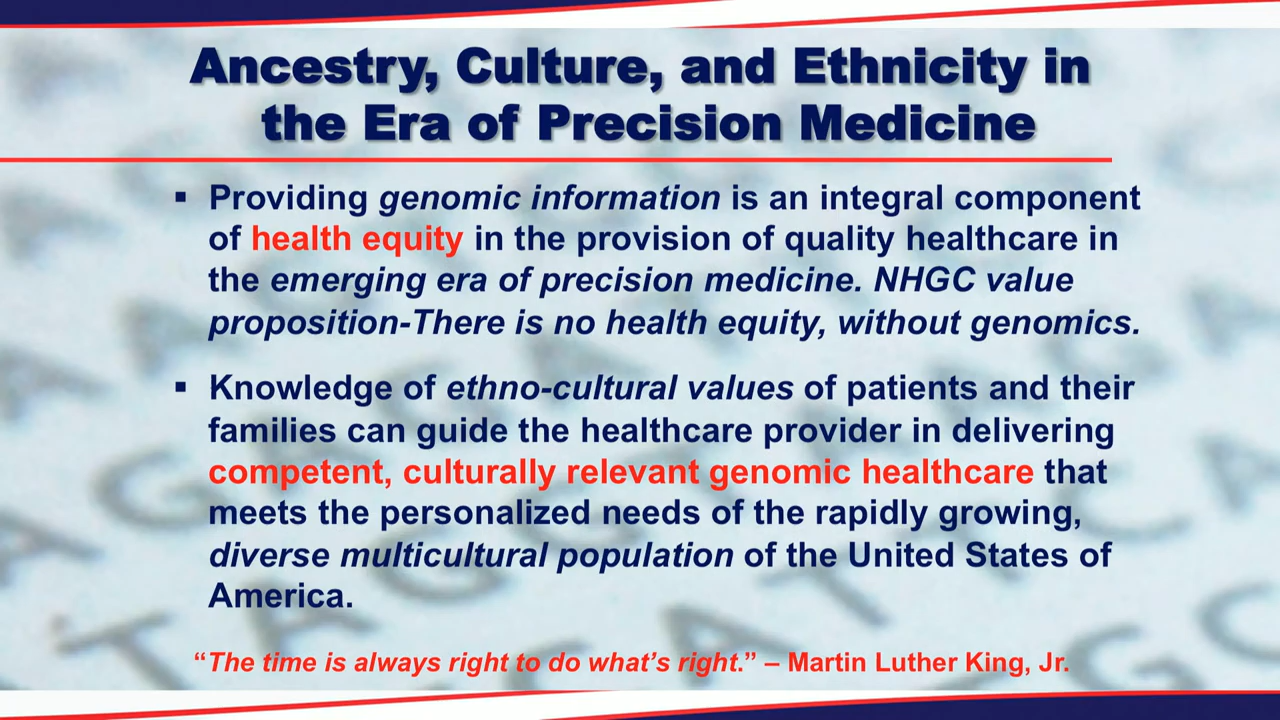 Ancestry, Culture, and Ethnicity in
the Era of Precision Medicine
▪ Providing genomic information is an integral component
of health equity in the provision of quality healthcare in
the emerging era of precision medicine. NHGC value
proposition-There is no health equity, without genomics.
▪ Knowledge of ethno-cultural values of patients and their
families can guide the healthcare provider in delivering
competent, culturally relevant genomic healthcare that
meets the personalized needs of the rapidly growing,
diverse multicultural population of the United States of
America.
“The time is always right to do what’s right.” – Martin Luther King, Jr.